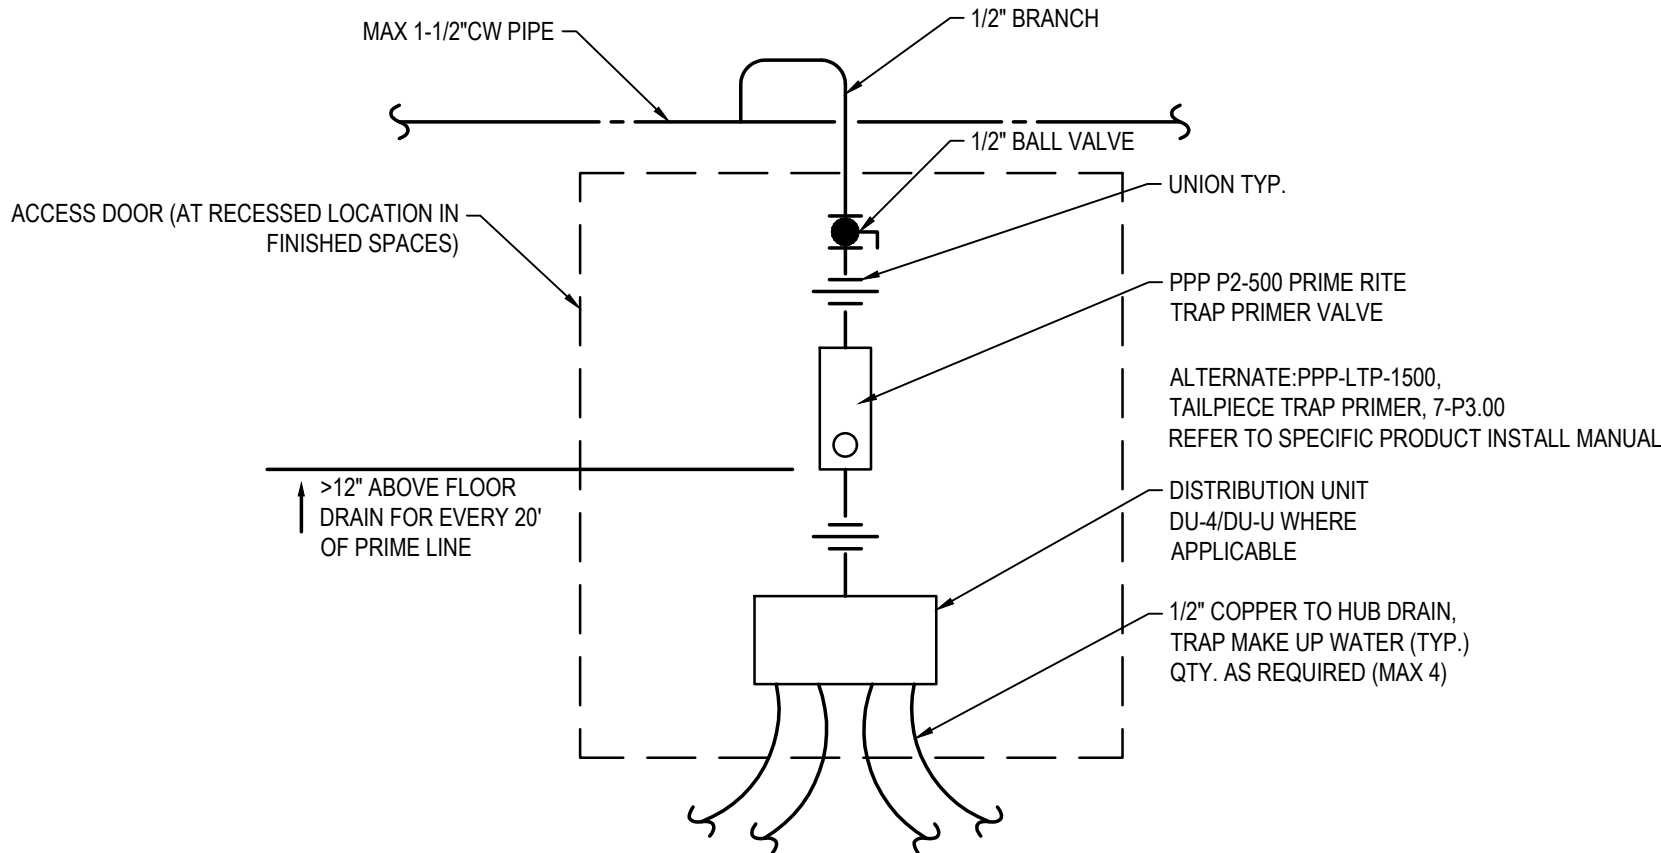 MAX 1-1/2"CW PIPE
1/2" BRANCH
1/2" BALL VALVE
UNION TYP.
ACCESS DOOR (AT RECESSED LOCATION IN
FINISHED SPACES)
PPP P2-500 PRIME RITE
TRAP PRIMER VALVE
ALTERNATE:PPP-LTP-1500,
TAILPIECE TRAP PRIMER, 7-P3.00
REFER TO SPECIFIC PRODUCT INSTALL MANUAL
>12" ABOVE FLOOR
DRAIN FOR EVERY 20'
OF PRIME LINE
DISTRIBUTION UNIT
DU-4/DU-U WHERE
APPLICABLE
1/2" COPPER TO HUB DRAIN,
TRAP MAKE UP WATER (TYP.)
QTY. AS REQUIRED (MAX 4)